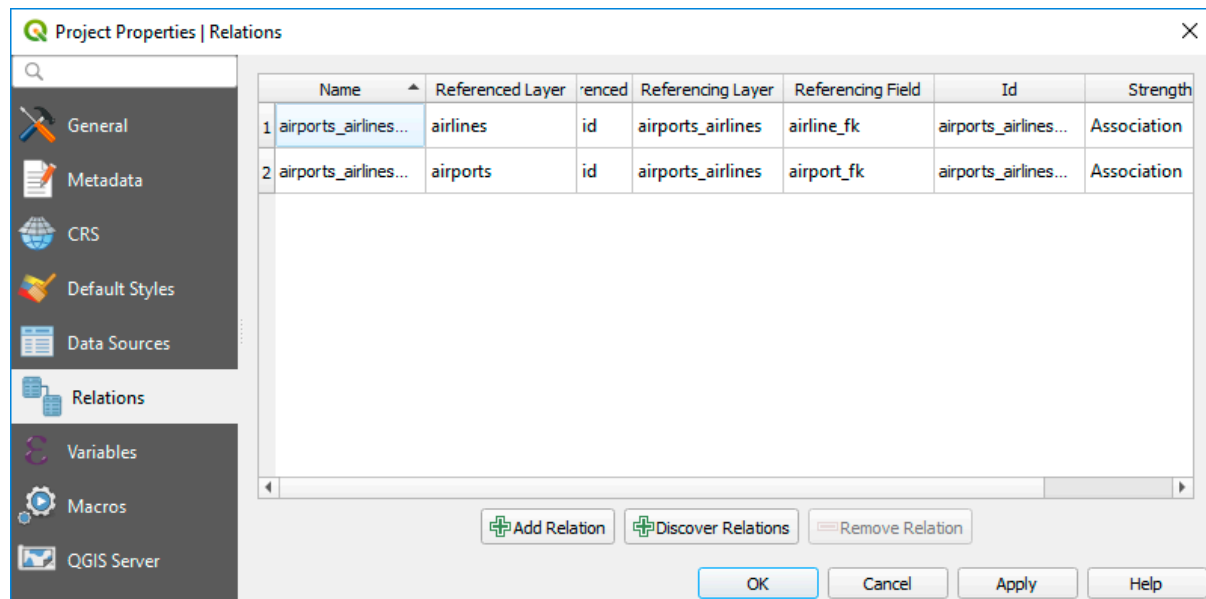 Project Properties | Relations
General
Metadata
CRS
Default Styles
Data Sources
Relations
Variables
Macros
QGIS Server
Name Referenced Layer renced Referencing Layer Referencing Field Id Strength
1 airports_airlines... airlines id airports_airlines airline_fk airports_airlines... Association
2 airports_airlines... airports id airports_airlines airport_fk airports_airlines... Association
Add Relation Discover Relations Remove Relation
OK Cancel Apply Help